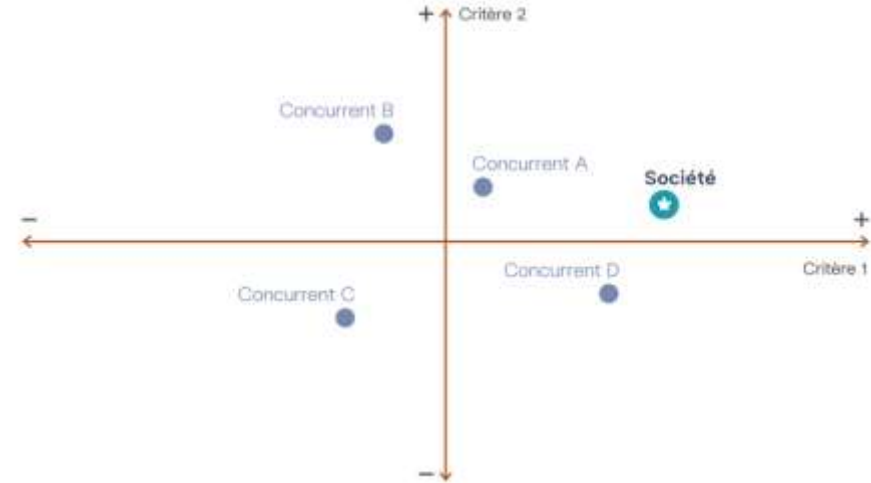 + Critère 2
Concurrent B
Concurrent A
Société
− +
Critère 1
Concurrent D
Concurrent C
−